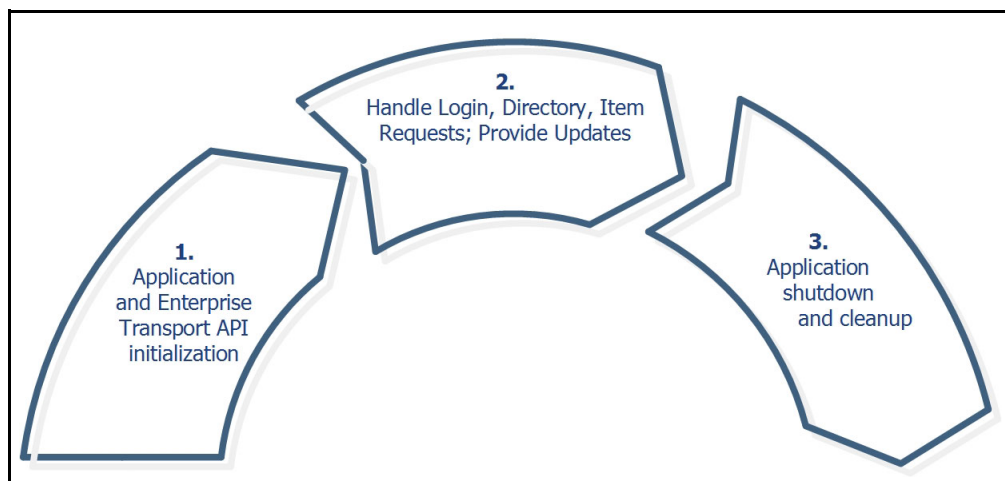 1.
Application
and Enterprise
Transport API
initialization
2.
Handle Login, Directory, Item
Requests; Provide Updates
3.
Application
shutdown
and cleanup